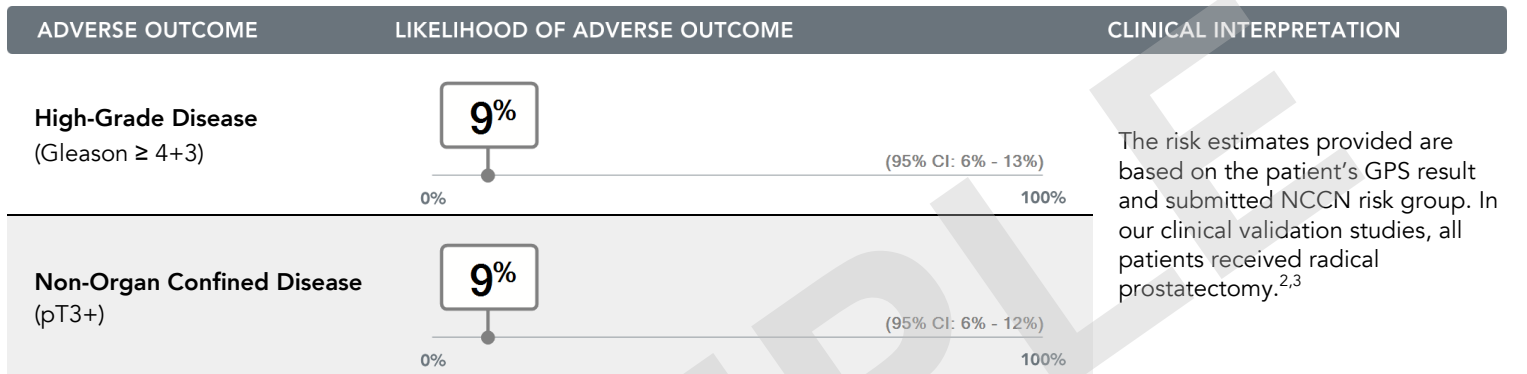 ADVERSE OUTCOME
LIKELIHOOD OF ADVERSE OUTCOME
CLINICAL INTERPRETATION
High-Grade Disease
(Gleason ≥ 4+3)
9%
(95% CI: 6% - 13%)
0%
100%
Non-Organ Confined Disease
(pT3+)
9%
(95% CI: 6% - 12%)
0%
100%
The risk estimates provided are
based on the patient's GPS result
and submitted NCCN risk group. In
our clinical validation studies, all
patients received radical
prostatectomy.2,3
PLE